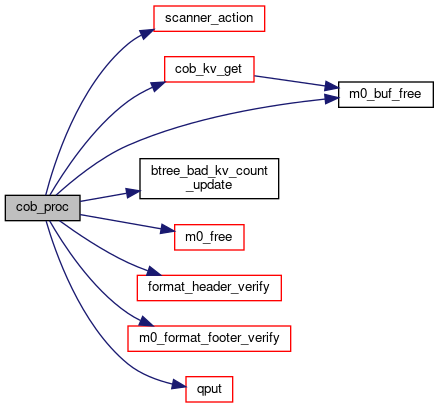 scanner_action
cob_kv_get
m0_buf_free
btree_bad_kv_count
_update
cob_proc
m0_free
format_header_verify
m0_format_footer_verify
qput